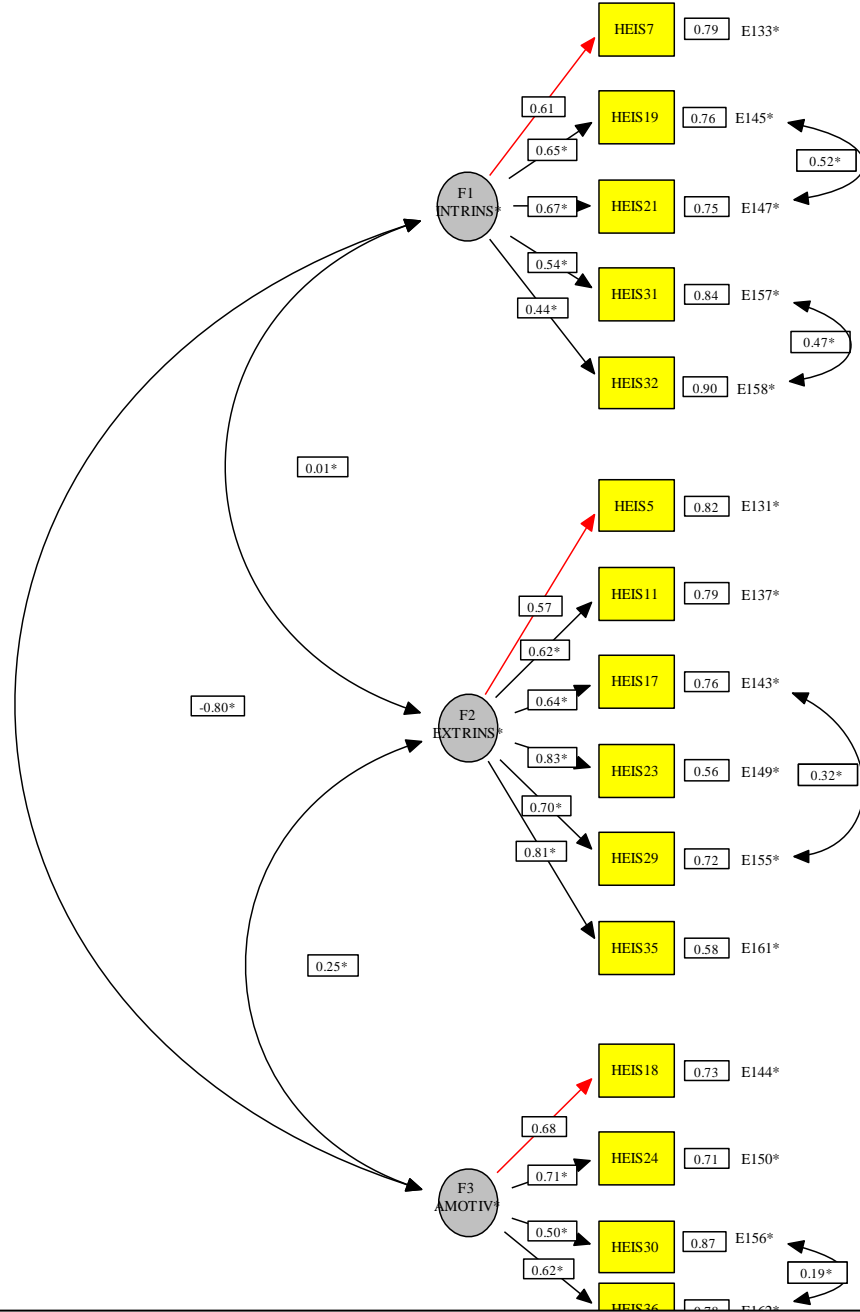 HEIS7 0.79 E133*
0.61
HEIS19 0.76 E145*
0.65*
0.52*
F1
INTRINS*
0.67*
HEIS21 0.75 E147*
0.54*
HEIS31 0.84 E157*
0.44*
0.47*
HEIS32 0.90 E158*
0.01*
HEIS5 0.82 E131*
0.57
HEIS11 0.79 E137*
0.62*
HEIS17 0.76 E143*
0.64*
-0.80*
F2
EXTRINS*
0.83*
HEIS23 0.56 E149*
0.32*
0.70*
0.81*
HEIS29 0.72 E155*
HEIS35 0.58 E161*
0.25*
HEIS18 0.73 E144*
0.68
HEIS24 0.71 E150*
0.71*
F3
AMOTIV*
0.50*
HEIS30 0.87 E156*
0.62*
0.19*
HEIS36 0.78 E162*